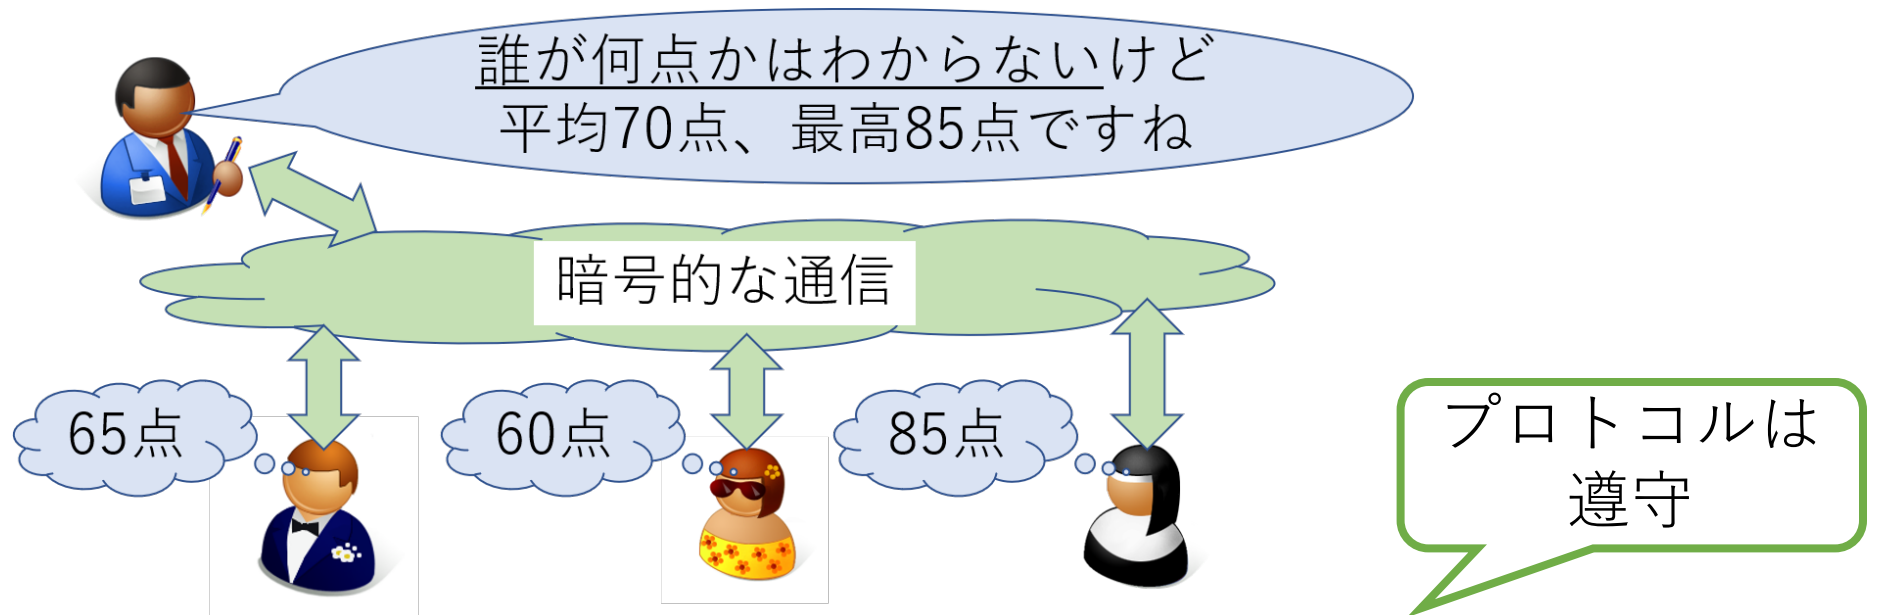 誰が何点かはわからないけど
平均70点、最高85点ですね
暗号的な通信
65点
60点
85点
プロトコルは
遵守